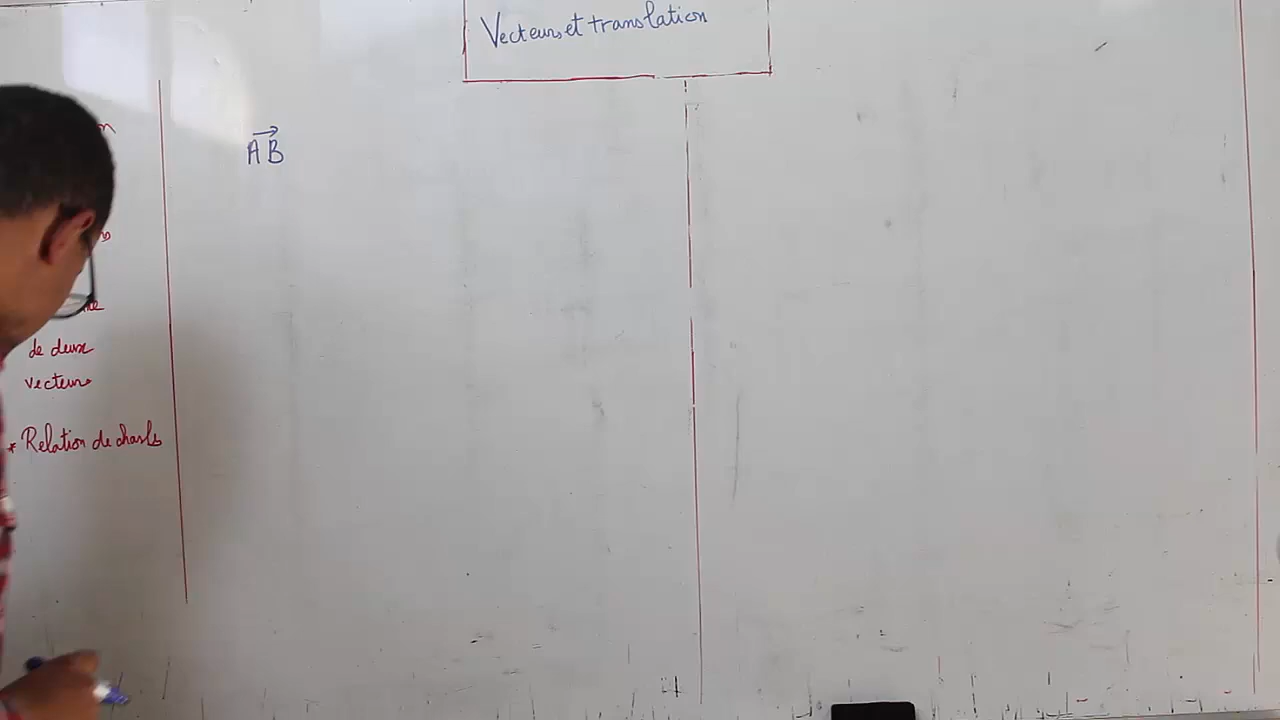 Vecteurs et translation
AB
de deux
vecteurs
* Relation de chasls